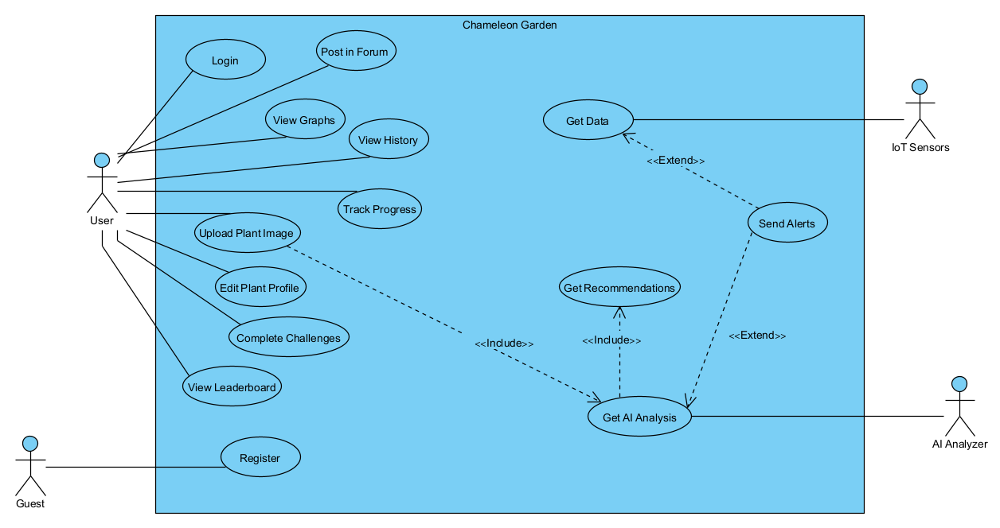 Chameleon Garden
Login
Post in Forum
View Graphs
View History
Get Data
IoT Sensors
<<Extend>>
User
Track Progress
Send Alerts
Upload Plant Image
Edit Plant Profile
Get Recommendations
Complete Challenges
<<Include>>
<<Include>>
<<Extend>>
View Leaderboard
Get AI Analysis
AI Analyzer
Register
Guest